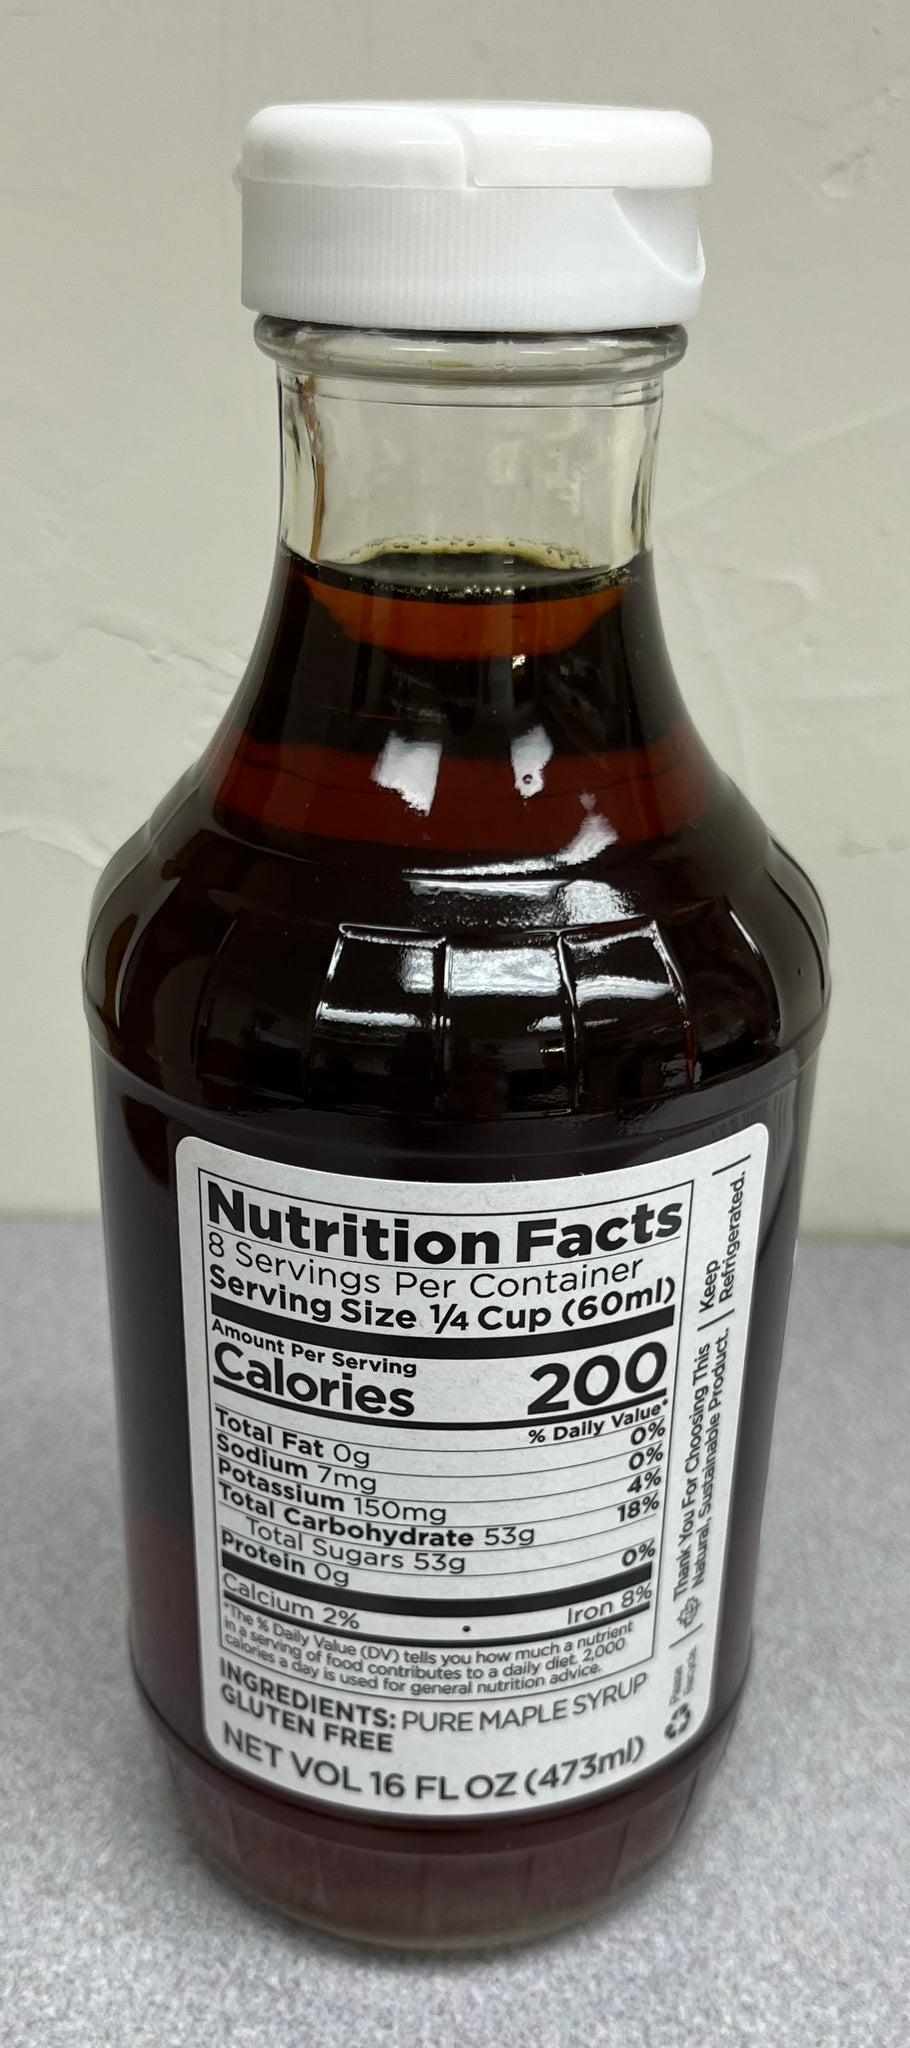 Nutrition Facts
8 Servings Per Container
Serving Size 1/4 Cup (60ml)
Amount Per Serving
Calories 200
% Daily Value*
Total Fat 0g 0%
Sodium 7mg 0%
Potassium 150mg 4%
Total Carbohydrate 53g 18%
Total Sugars 53g
Protein 0g 0%
Calcium 2% • Iron 8%
*The % Daily Value (DV) tells you how much a nutrient
in a serving of food contributes to a daily diet. 2,000
calories a day is used for general nutrition advice.
INGREDIENTS: PURE MAPLE SYRUP
GLUTEN FREE
NET VOL 16 FL OZ (473ml)
Please
Recycle
Thank You For Choosing This
Natural, Sustainable Product.
Keep
Refrigerated.